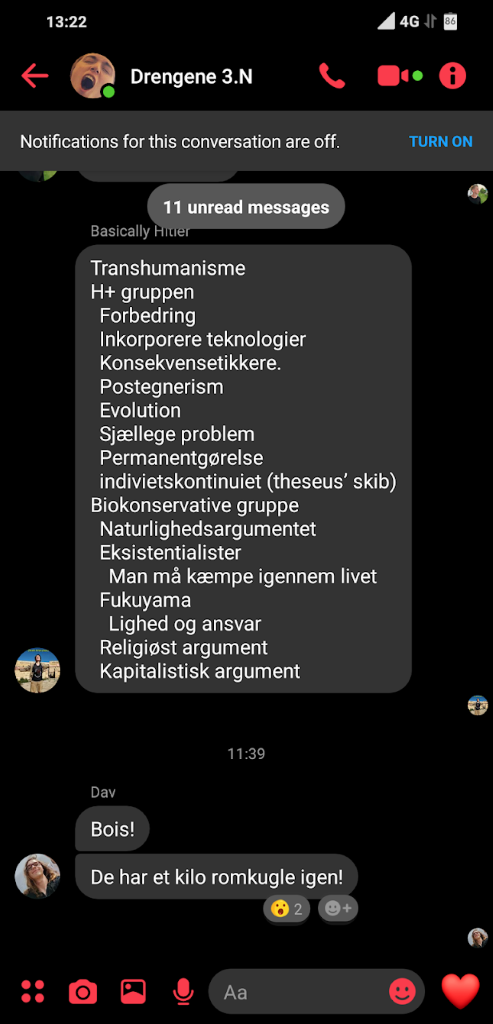 13:22
4G
86
Drengene 3.N
Notifications for this conversation are off.
TURN ON
11 unread messages
Basically Hitler
Transhumanisme
H+ gruppen
Forbedring
Inkorporere teknologier
Konsekvensetikkere.
Postegnerism
Evolution
Sjællege problem
Permanentgørelse
indivietskontinuiet (theseus’ skib)
Biokonservative gruppe
Naturlighedsargumentet
Eksistentialister
Man må kæmpe igennem livet
Fukuyama
Lighed og ansvar
Religiøst argument
Kapitalistisk argument
11:39
Dav
Bois!
De har et kilo romkugle igen!
2
Aa